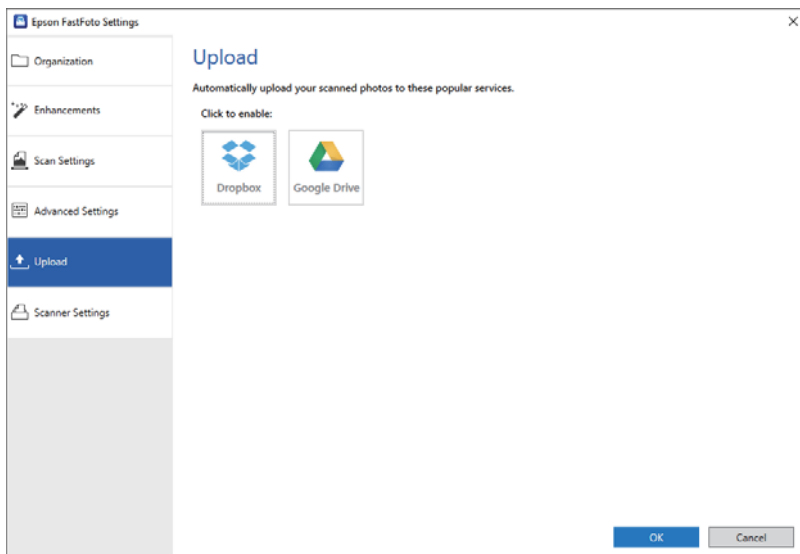 Epson FastFoto Settings
Organization
Enhancements
Scan Settings
Advanced Settings
Upload
Scanner Settings
Upload
Automatically upload your scanned photos to these popular services.
Click to enable:
Dropbox
Google Drive
OK
Cancel